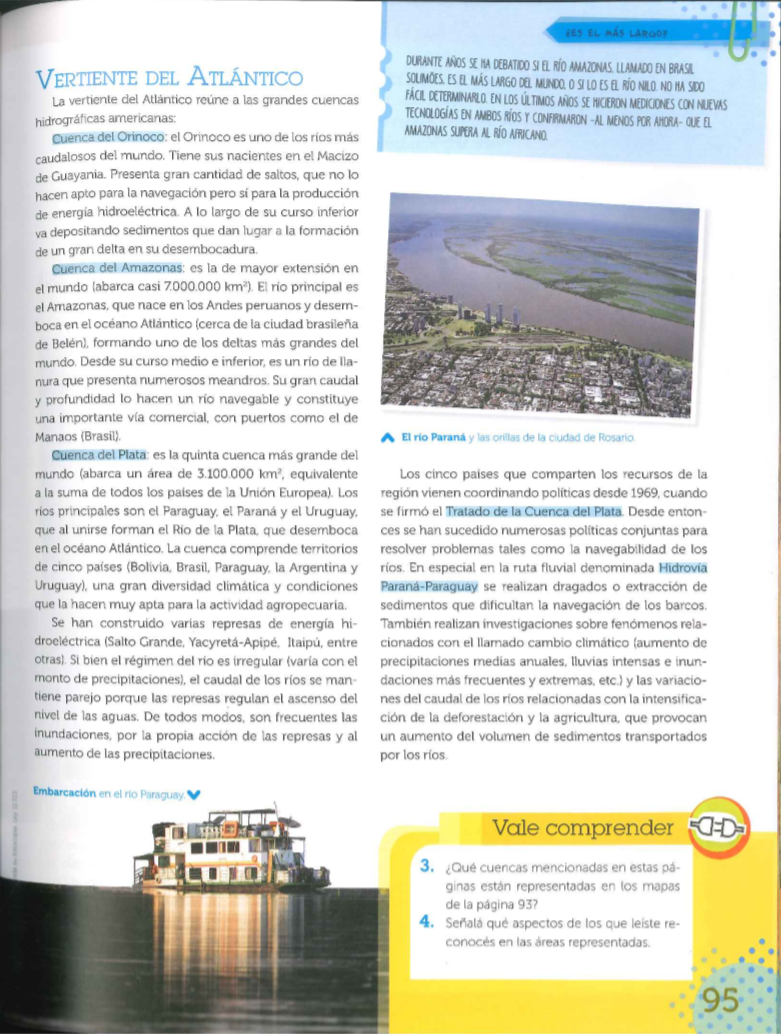 VERTIENTE DEL ATLÁNTICO
La vertiente del Atlántico reúne a las grandes cuencas
hidrográficas americanas:
Cuenca del Orinoco: el Orinoco es uno de los ríos más
caudalosos del mundo. Tiene sus nacientes en el Macizo
de Guayania. Presenta gran cantidad de saltos, que no lo
hacen apto para la navegación pero sí para la producción
de energía hidroeléctrica. A lo largo de su curso inferior
va depositando sedimentos que dan lugar a la formación
de un gran delta en su desembocadura.
Cuenca del Amazonas: es la de mayor extensión en
el mundo (abarca casi 7.000.000 km²). El río principal es
el Amazonas, que nace en los Andes peruanos y desem-
boca en el océano Atlántico (cerca de la ciudad brasileña
de Belén), formando uno de los deltas más grandes del
mundo. Desde su curso medio e inferior, es un río de lla-
nura que presenta numerosos meandros. Su gran caudal
y profundidad lo hacen un río navegable y constituye
una importante vía comercial, con puertos como el de
Manaos (Brasil).
Cuenca del Plata: es la quinta cuenca más grande del
mundo (abarca un área de 3.100.000 km², equivalente
a la suma de todos los países de la Unión Europea). Los
ríos principales son el Paraguay, el Paraná y el Uruguay,
que al unirse forman el Río de la Plata, que desemboca
en el océano Atlántico. La cuenca comprende territorios
de cinco países (Bolivia, Brasil, Paraguay, la Argentina y
Uruguay), una gran diversidad climática y condiciones
que la hacen muy apta para la actividad agropecuaria.
Se han construido varias represas de energía hi-
droeléctrica (Salto Grande, Yacyretá-Apipé, Itaipú, entre
otras). Si bien el régimen del río es irregular (varía con el
monto de precipitaciones), el caudal de los ríos se man-
tiene parejo porque las represas regulan el ascenso del
nivel de las aguas. De todos modos, son frecuentes las
inundaciones, por la propia acción de las represas y al
aumento de las precipitaciones.
Embarcación en el río Paraguay.
¿ES EL MÁS LARGO?
DURANTE AÑOS SE HA DEBATIDO SI EL RÍO AMAZONAS, LLAMADO EN BRASIL
SOLIMÕES, ES EL MÁS LARGO DEL MUNDO, O SI LO ES EL RÍO NILO. NO HA SIDO
FÁCIL DETERMINARLO. EN LOS ÚLTIMOS AÑOS SE HICIERON MEDICIONES CON NUEVAS
TECNOLOGÍAS EN AMBOS RÍOS Y CONFIRMARON -AL MENOS POR AHORA- QUE EL
AMAZONAS SUPERA AL RÍO AFRICANO.
El río Paraná y las orillas de la ciudad de Rosario.
Los cinco países que comparten los recursos de la
región vienen coordinando políticas desde 1969, cuando
se firmó el Tratado de la Cuenca del Plata. Desde enton-
ces se han sucedido numerosas políticas conjuntas para
resolver problemas tales como la navegabilidad de los
ríos. En especial en la ruta fluvial denominada Hidrovía
Paraná-Paraguay se realizan dragados o extracción de
sedimentos que dificultan la navegación de los barcos.
También realizan investigaciones sobre fenómenos rela-
cionados con el llamado cambio climático (aumento de
precipitaciones medias anuales, lluvias intensas e inun-
daciones más frecuentes y extremas, etc.) y las variacio-
nes del caudal de los ríos relacionadas con la intensifica-
ción de la deforestación y la agricultura, que provocan
un aumento del volumen de sedimentos transportados
por los ríos.
Vale comprender
3. ¿Qué cuencas mencionadas en estas pá-
ginas están representadas en los mapas
de la página 93?
4. Señalá qué aspectos de los que leíste re-
conocés en las áreas representadas.
95